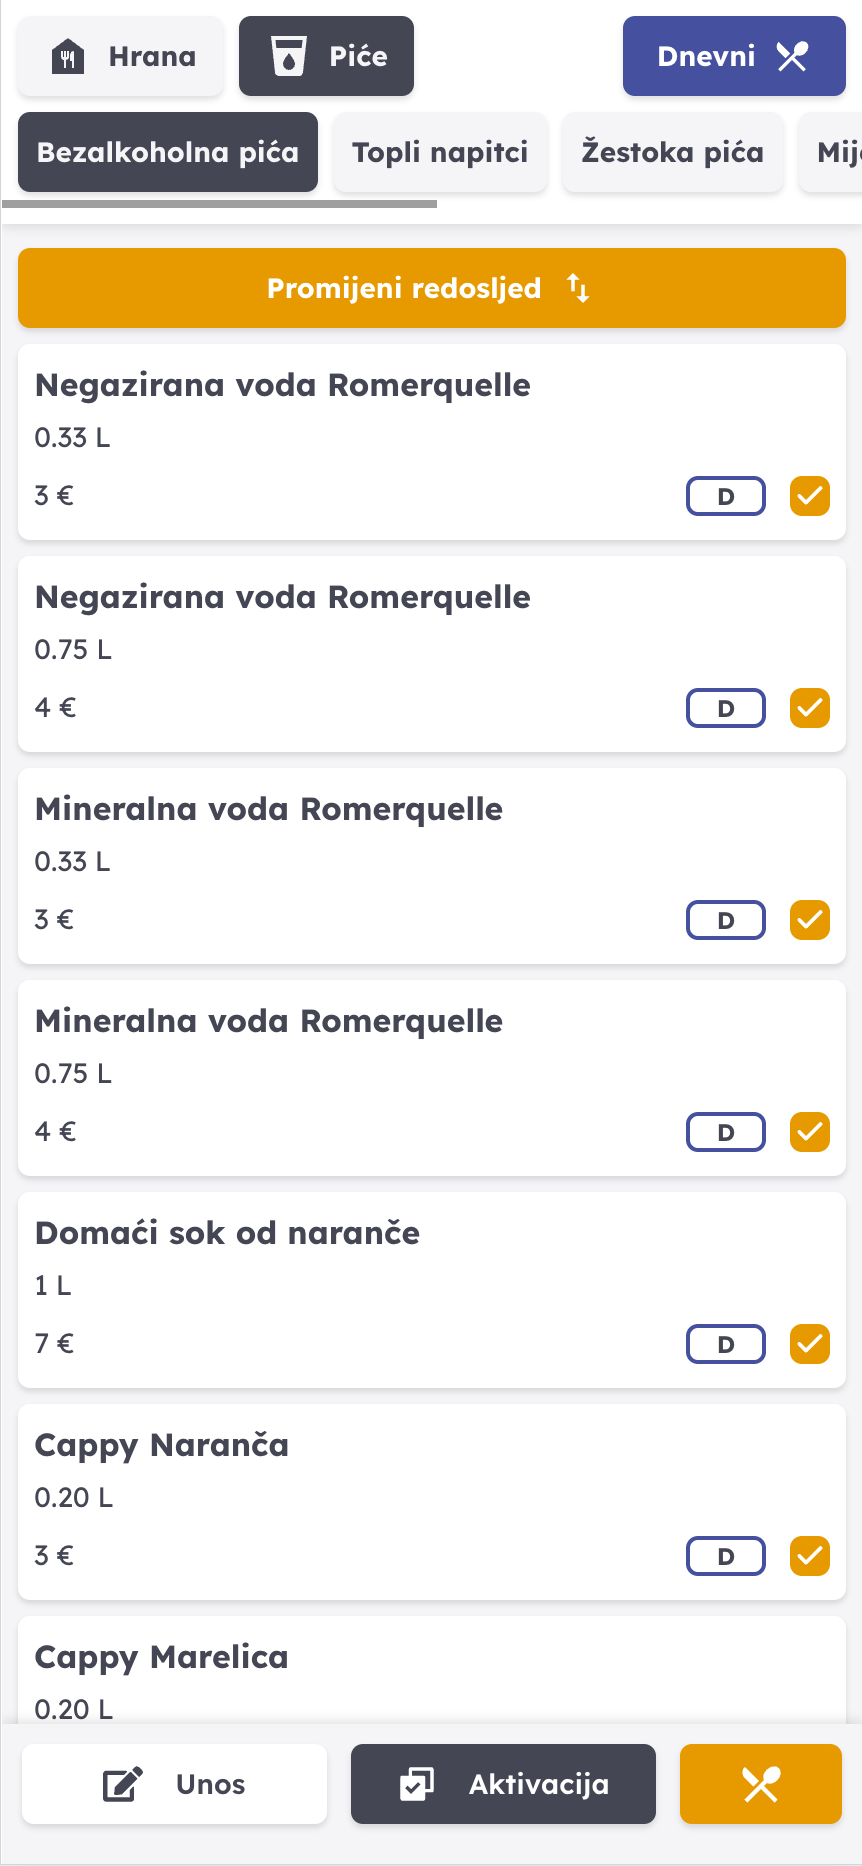 Hrana
Piće
Dnevni
Bezalkoholna pića
Topli napitci
Žestoka pića
Promijeni redosljed
Negazirana voda Romerquelle
0.33 L
3 €
D
Negazirana voda Romerquelle
0.75 L
4 €
D
Mineralna voda Romerquelle
0.33 L
3 €
D
Mineralna voda Romerquelle
0.75 L
4 €
D
Domaći sok od naranče
1 L
7 €
D
Cappy Naranča
0.20 L
3 €
D
Cappy Marelica
0.20 L
Unos
Aktivacija